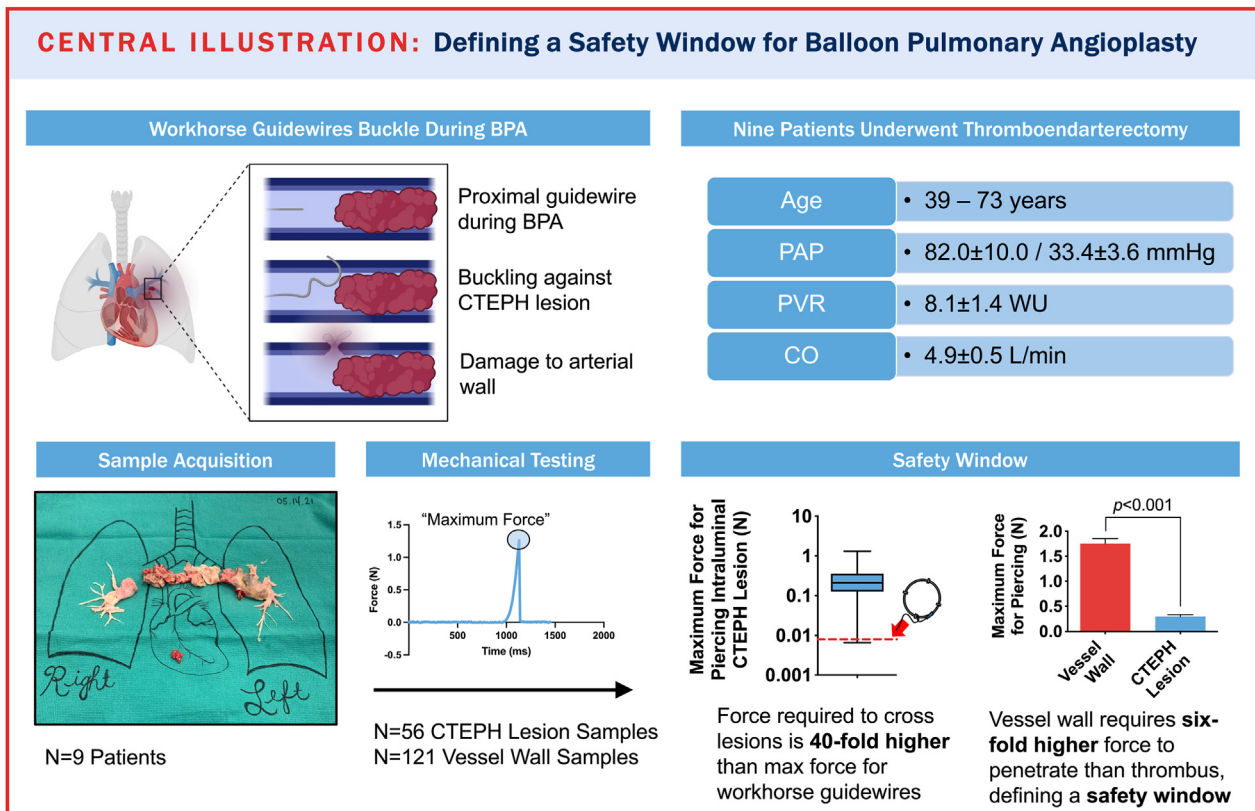 CENTRAL ILLUSTRATION: Defining a Safety Window for Balloon Pulmonary Angioplasty
Workhorse Guidewires Buckle During BPA
Proximal guidewire
during BPA
Buckling against
CTEPH lesion
Damage to arterial
wall
Nine Patients Underwent Thromboendarterectomy
Age
• 39 – 73 years
PAP
• 82.0±10.0 / 33.4±3.6 mmHg
PVR
• 8.1±1.4 WU
CO
• 4.9±0.5 L/min
Sample Acquisition
05.14.21
Right
Left
N=9 Patients
Mechanical Testing
“Maximum Force”
Force (N)
1.5
1.0
0.5
0.0
-0.5
500
1000
1500
2000
Time (ms)
N=56 CTEPH Lesion Samples
N=121 Vessel Wall Samples
Safety Window
Maximum Force for
Piercing Intraluminal
CTEPH Lesion (N)
10
1
0.1
0.01
0.001
Force required to cross
lesions is 40-fold higher
than max force for
workhorse guidewires
p<0.001
Maximum Force
for Piercing (N)
2.0
1.5
1.0
0.5
0.0
Vessel
Wall
CTEPH
Lesion
Vessel wall requires six-
fold higher force to
penetrate than thrombus,
defining a safety window